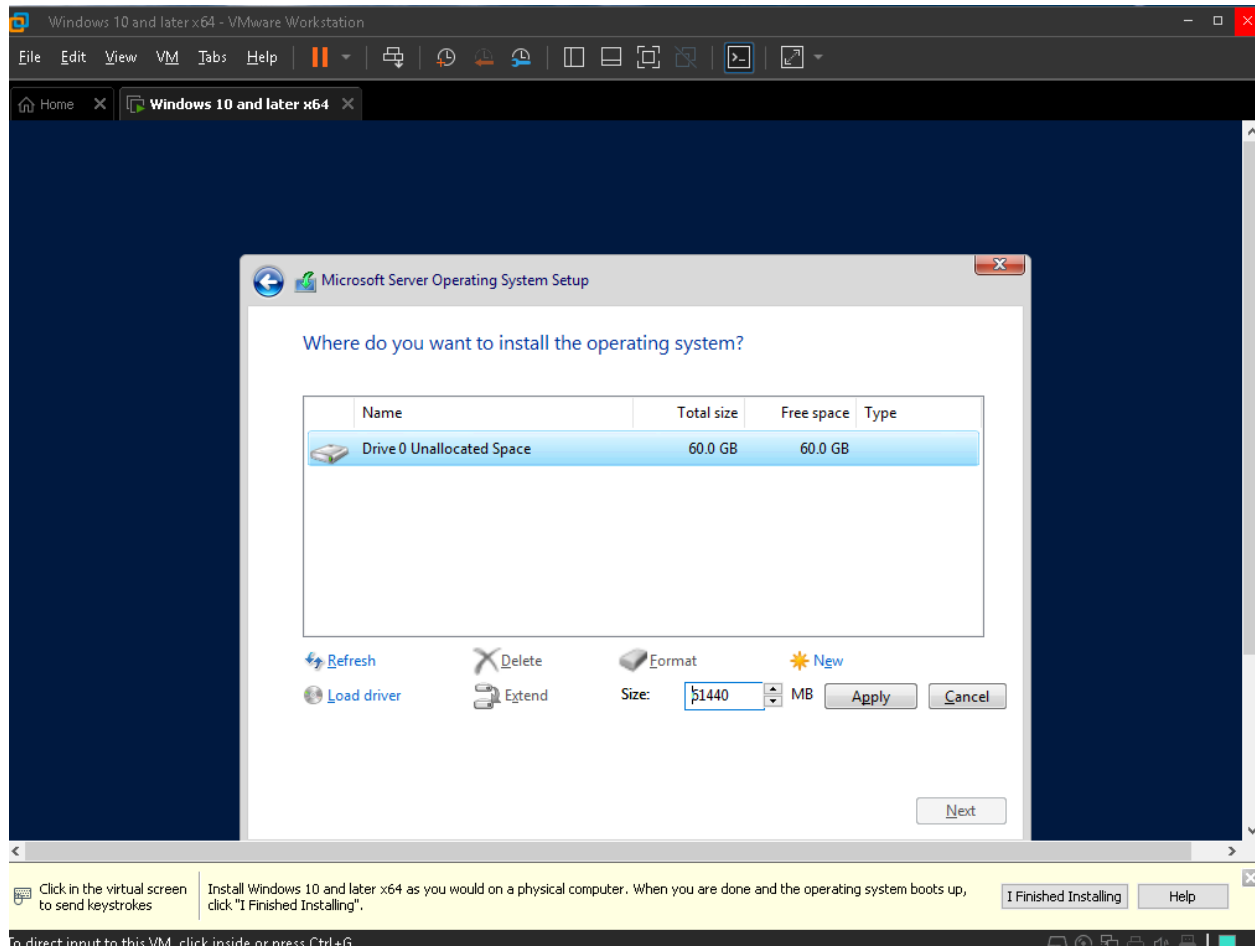 Windows 10 and later x64 - VMware Workstation
File Edit View VM Tabs Help
Home Windows 10 and later x64
Microsoft Server Operating System Setup
Where do you want to install the operating system?
Name Total size Free space Type
Drive 0 Unallocated Space 60.0 GB 60.0 GB
Refresh Delete Format New
Load driver Extend Size: 61440 MB Apply Cancel
Next
Click in the virtual screen
to send keystrokes
Install Windows 10 and later x64 as you would on a physical computer. When you are done and the operating system boots up,
click "I Finished Installing".
I Finished Installing Help
To direct input to this VM, click inside or press Ctrl+G.